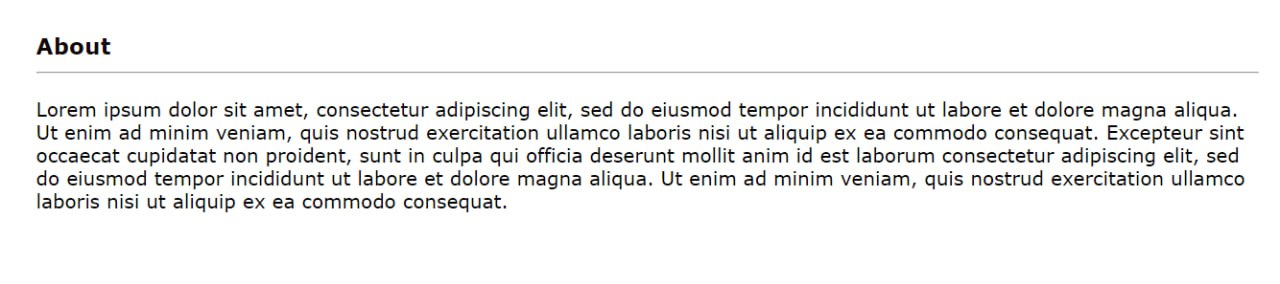 About
Lorem ipsum dolor sit amet, consectetur adipiscing elit, sed do eiusmod tempor incididunt ut labore et dolore magna aliqua.
Ut enim ad minim veniam, quis nostrud exercitation ullamco laboris nisi ut aliquip ex ea commodo consequat. Excepteur sint
occaecat cupidatat non proident, sunt in culpa qui officia deserunt mollit anim id est laborum consectetur adipiscing elit, sed
do eiusmod tempor incididunt ut labore et dolore magna aliqua. Ut enim ad minim veniam, quis nostrud exercitation ullamco
laboris nisi ut aliquip ex ea commodo consequat.